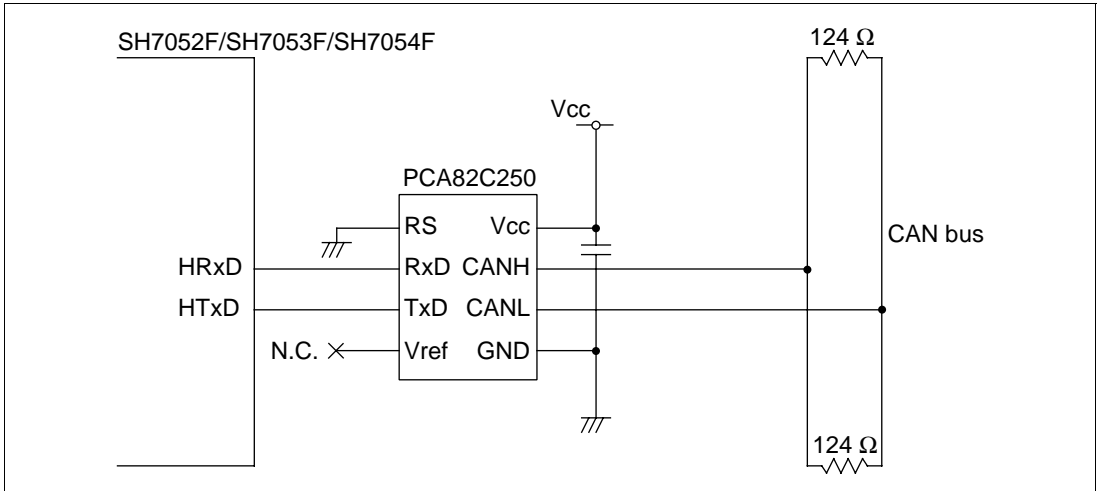 SH7052F/SH7053F/SH7054F
124 Ω
Vcc
PCA82C250
RS Vcc
CAN bus
HRxD RxD CANH
HTxD TxD CANL
N.C. Vref GND
124 Ω